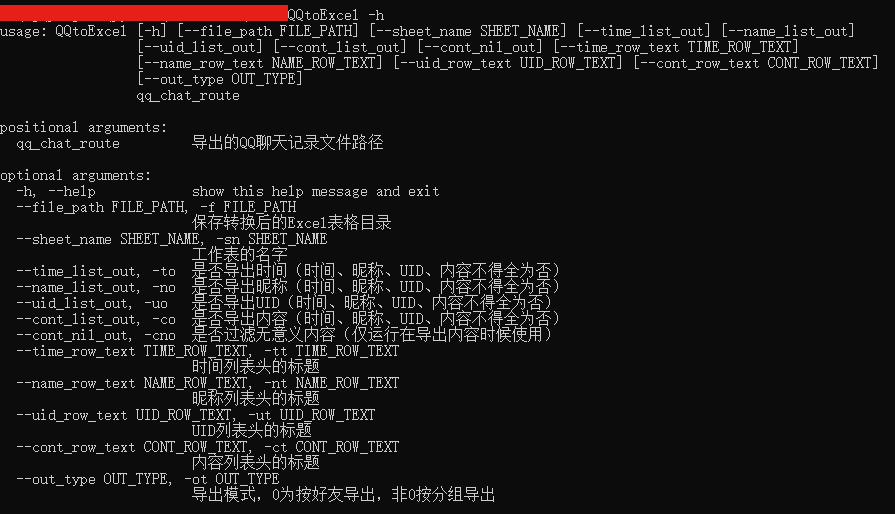 QQtoExcel -h
usage: QQtoExcel [-h] [--file_path FILE_PATH] [--sheet_name SHEET_NAME] [--time_list_out] [--name_list_out]
[--uid_list_out] [--cont_list_out] [--cont_nil_out] [--time_row_text TIME_ROW_TEXT]
[--name_row_text NAME_ROW_TEXT] [--uid_row_text UID_ROW_TEXT] [--cont_row_text CONT_ROW_TEXT]
[--out_type OUT_TYPE]
qq_chat_route
positional arguments:
qq_chat_route 导出的QQ聊天记录文件路径
optional arguments:
-h, --help show this help message and exit
--file_path FILE_PATH, -f FILE_PATH
保存转换后的Excel表格目录
--sheet_name SHEET_NAME, -sn SHEET_NAME
工作表的名字
--time_list_out, -to 是否导出时间（时间、昵称、UID、内容不得全为否）
--name_list_out, -no 是否导出昵称（时间、昵称、UID、内容不得全为否）
--uid_list_out, -uo 是否导出UID（时间、昵称、UID、内容不得全为否）
--cont_list_out, -co 是否导出内容（时间、昵称、UID、内容不得全为否）
--cont_nil_out, -cno 是否过滤无意义内容（仅运行在导出内容时候使用）
--time_row_text TIME_ROW_TEXT, -tt TIME_ROW_TEXT
时间列表头的标题
--name_row_text NAME_ROW_TEXT, -nt NAME_ROW_TEXT
昵称列表头的标题
--uid_row_text UID_ROW_TEXT, -ut UID_ROW_TEXT
UID列表头的标题
--cont_row_text CONT_ROW_TEXT, -ct CONT_ROW_TEXT
内容列表头的标题
--out_type OUT_TYPE, -ot OUT_TYPE
导出模式，0为按好友导出，非0按分组导出